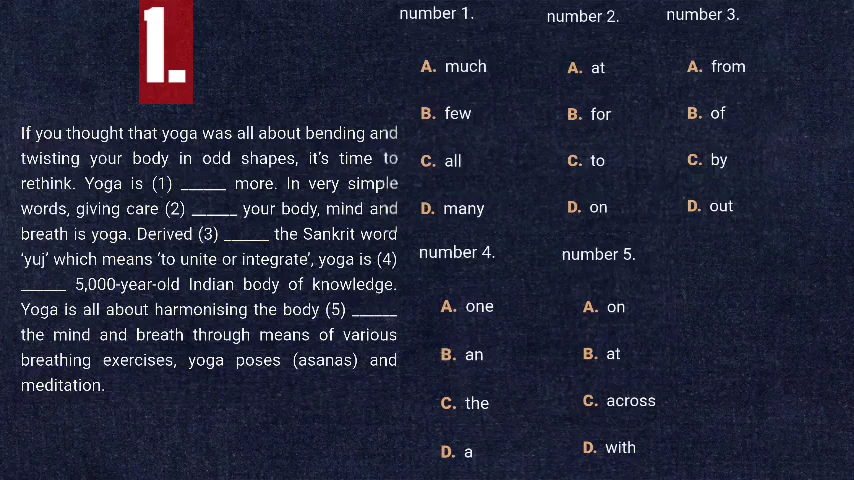 1.
If you thought that yoga was all about bending and
twisting your body in odd shapes, it's time to
rethink. Yoga is (1) ______ more. In very simple
words, giving care (2) ______ your body, mind and
breath is yoga. Derived (3) ______ the Sankrit word
'yuj' which means 'to unite or integrate', yoga is (4)
______ 5,000-year-old Indian body of knowledge.
Yoga is all about harmonising the body (5) ______
the mind and breath through means of various
breathing exercises, yoga poses (asanas) and
meditation.
number 1.
A. much
B. few
C. all
D. many
number 2.
A. at
B. for
C. to
D. on
number 3.
A. from
B. of
C. by
D. out
number 4.
A. one
B. an
C. the
D. a
number 5.
A. on
B. at
C. across
D. with